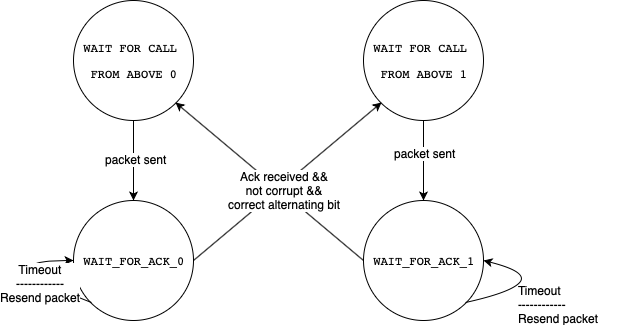 WAIT FOR CALL
FROM ABOVE 0
WAIT FOR CALL
FROM ABOVE 1
packet sent
packet sent
Ack received &&
not corrupt &&
correct alternating bit
WAIT_FOR_ACK_0
WAIT_FOR_ACK_1
Timeout
------------
Resend packet
Timeout
------------
Resend packet